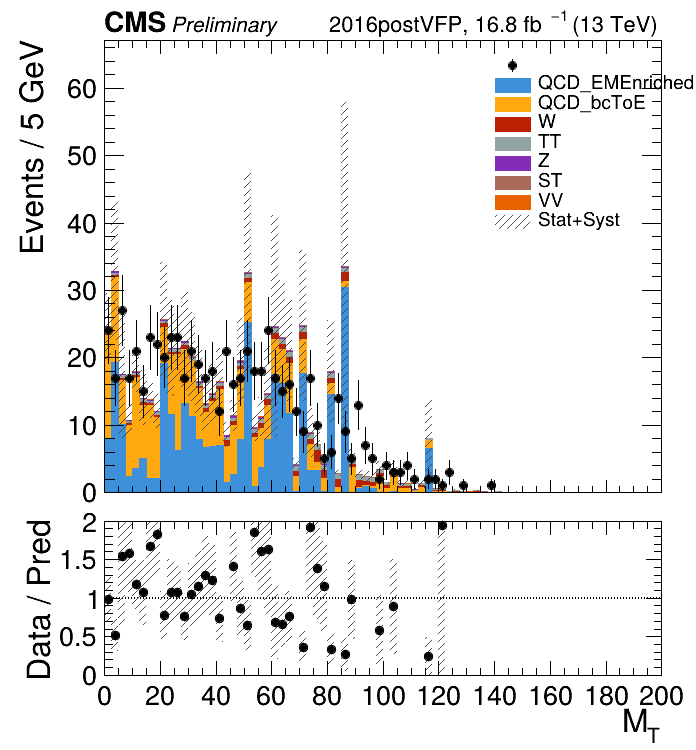 CMS Preliminary 2016postVFP, 16.8 fb⁻¹ (13 TeV)
Events / 5 GeV
60
50
40
30
20
10
0
QCD_EMEnriched
QCD_bcToE
W
TT
Z
ST
VV
Stat+Syst
Data / Pred
2
1.5
1
0.5
0
0 20 40 60 80 100 120 140 160 180 200
M_T